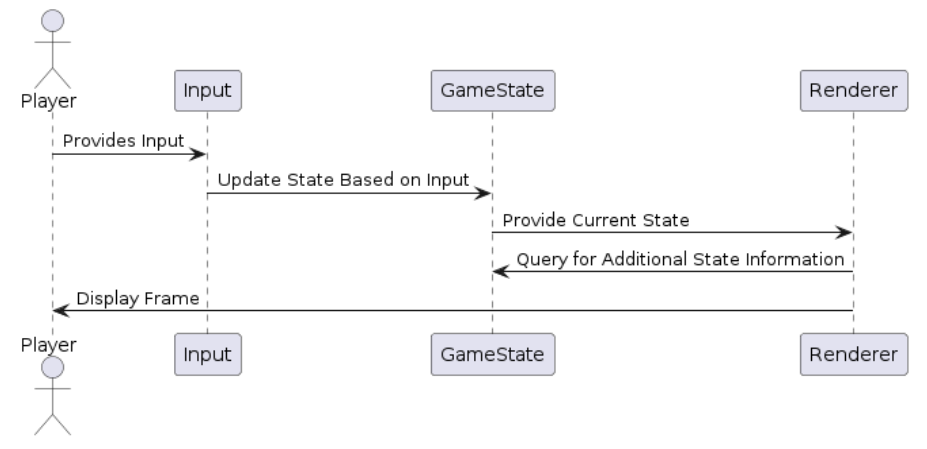 Player
Input
GameState
Renderer
Provides Input
Update State Based on Input
Provide Current State
Query for Additional State Information
Display Frame
Player
Input
GameState
Renderer